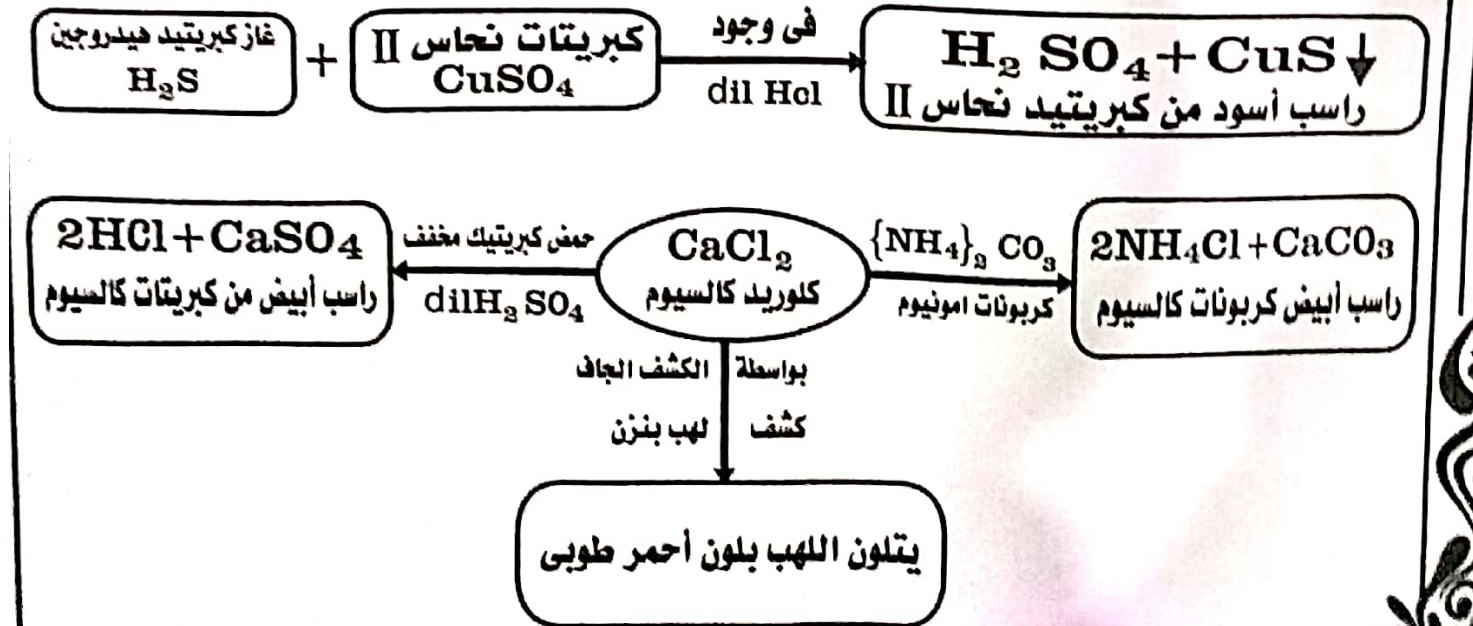 غاز كبريتيد هيدروجين
H₂S
+
كبريتات نحاس II
CuSO₄
فى وجود
dil Hcl
H₂ SO₄ + CuS↓
راسب أسود من كبريتيد نحاس II
2HCl + CaSO₄
راسب أبيض من كبريتات كالسيوم
حمض كبريتيك مخفف
dilH₂ SO₄
CaCl₂
كلوريد كالسيوم
{NH₄}₂ CO₃
كربونات امونيوم
2NH₄Cl + CaCO₃
راسب أبيض كربونات كالسيوم
بواسطة الكشف الجاف
كشف لهب بنزن
يتلون اللهب بلون أحمر طوبى